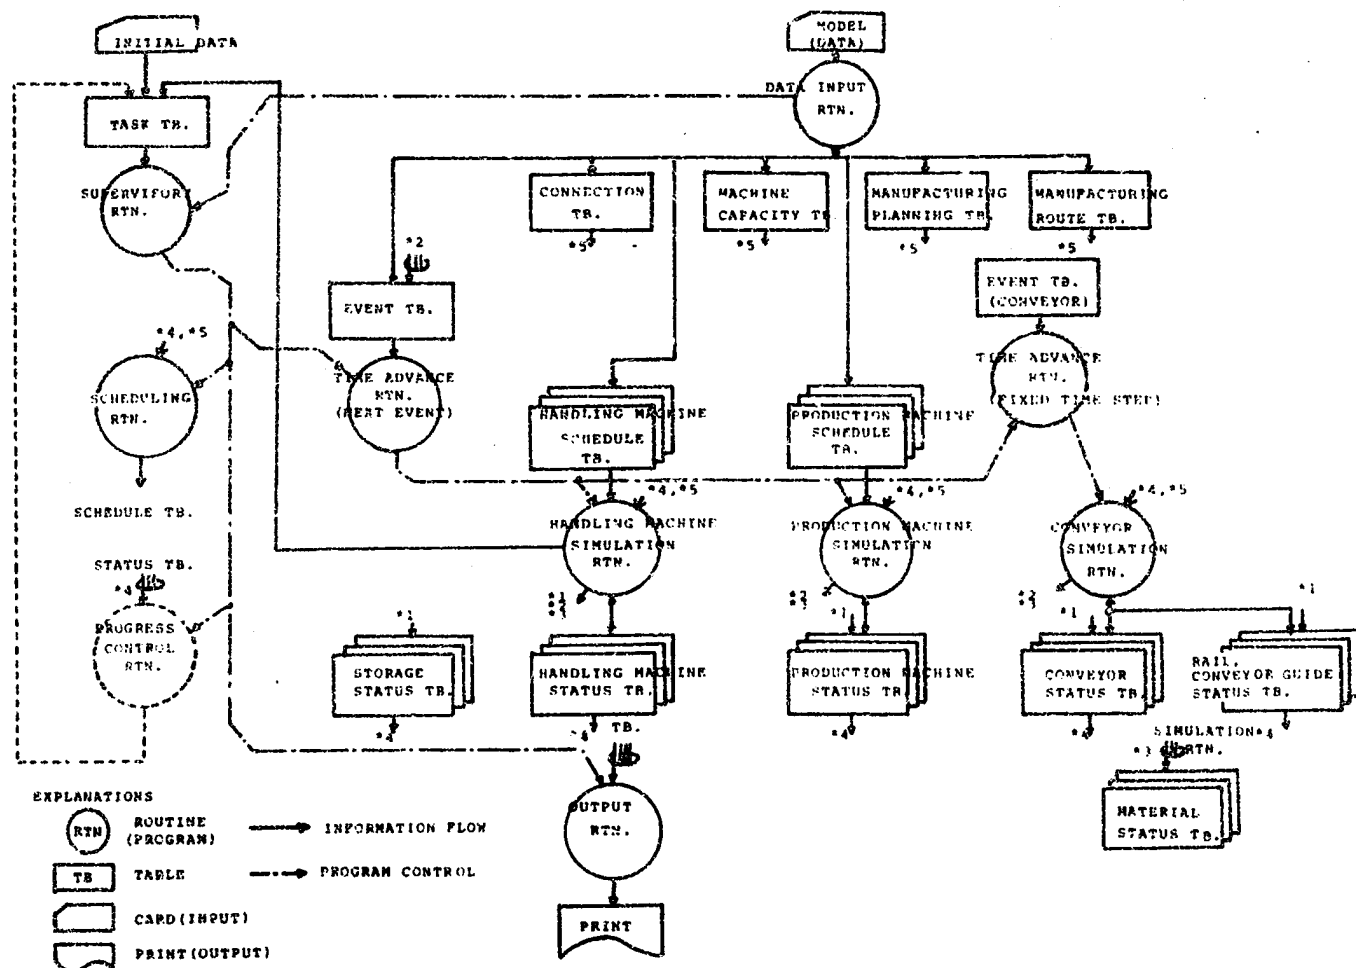 INITIAL DATA
MODEL
(DATA)
DATA INPUT
RTN.
TASK TB.
SUPERVIFORY
RTN.
CONNECTION
TB.
*5
MACHINE
CAPACITY TB.
*5
MANUFACTURING
PLANNING TB.
*5
MANUFACTURING
ROUTE TB.
*5
*2
EVENT TB.
EVENT TB.
(CONVEYOR)
*4,*5
SCHEDULING
RTN.
TIME ADVANCE
RTN.
(NEXT EVENT)
TIME ADVANCE
RTN.
(FIXED TIME STEP)
HANDLING MACHINE
SCHEDULE
TB.
PRODUCTION MACHINE
SCHEDULE
TB.
SCHEDULE TB.
*4,*5
HANDLING MACHINE
SIMULATION
RTN.
*4,*5
PRODUCTION MACHINE
SIMULATION
RTN.
*4,*5
CONVEYOR
SIMULATION
RTN.
STATUS TB.
*4
PROGRESS
CONTROL
RTN.
*1
STORAGE
STATUS TB.
*4
HANDLING MACHINE
STATUS TB.
*4
*1
PRODUCTION MACHINE
STATUS TB.
*4
*1
CONVEYOR
STATUS TB.
*4
*1
RAIL,
CONVEYOR GUIDE
STATUS TB.
*4
TB.
SIMULATION
RTN.
*3
MATERIAL
STATUS TB.
OUTPUT
RTN.
PRINT
EXPLANATIONS
RTN
ROUTINE
(PROGRAM)
INFORMATION FLOW
TB
TABLE
PROGRAM CONTROL
CARD(INPUT)
PRINT(OUTPUT)